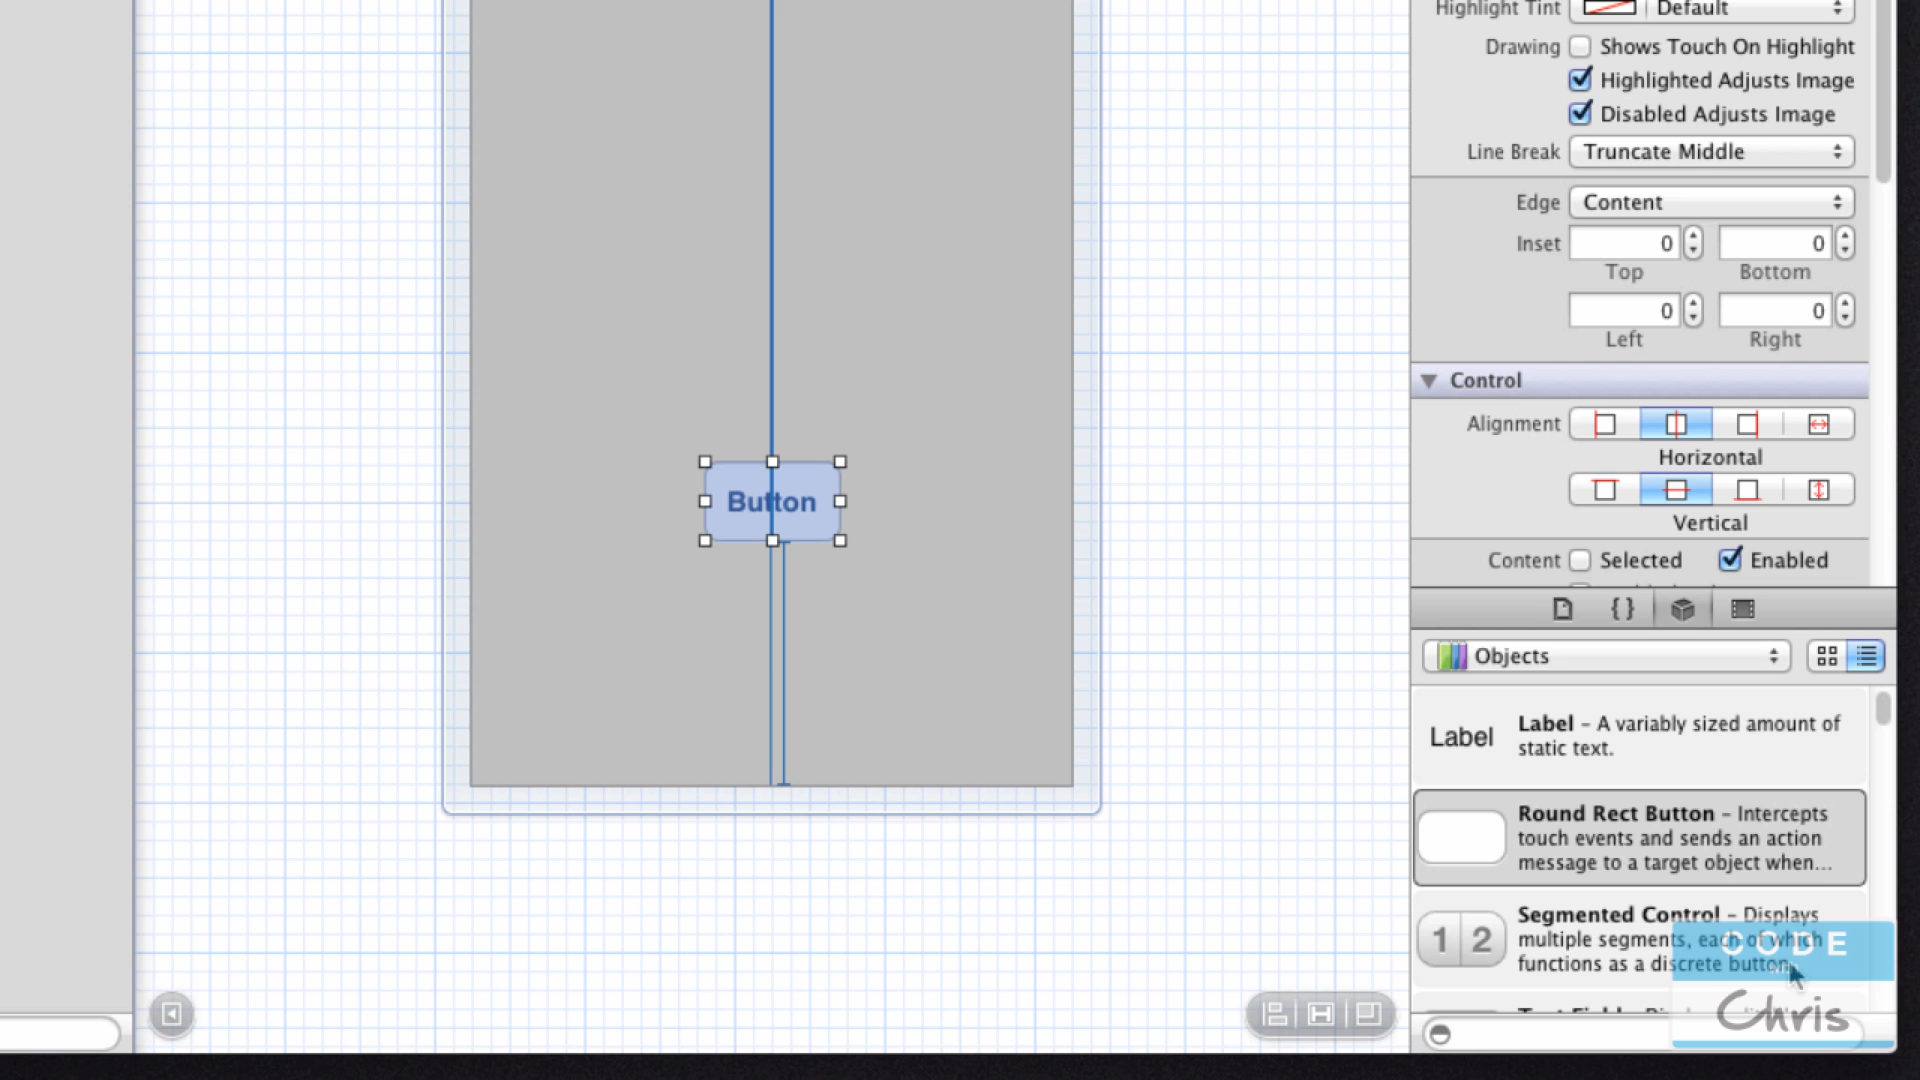 Highlight Tint Default
Drawing Shows Touch On Highlight
Highlighted Adjusts Image
Disabled Adjusts Image
Line Break Truncate Middle
Edge Content
Inset 0 0
Top Bottom
0 0
Left Right
Control
Alignment
Horizontal
Vertical
Content Selected Enabled
Button
{ }
Objects
Label
Label – A variably sized amount of
static text.
Round Rect Button – Intercepts
touch events and sends an action
message to a target object when...
1 2
Segmented Control – Displays
multiple segments, each of which
functions as a discrete button.
CODE
Chris